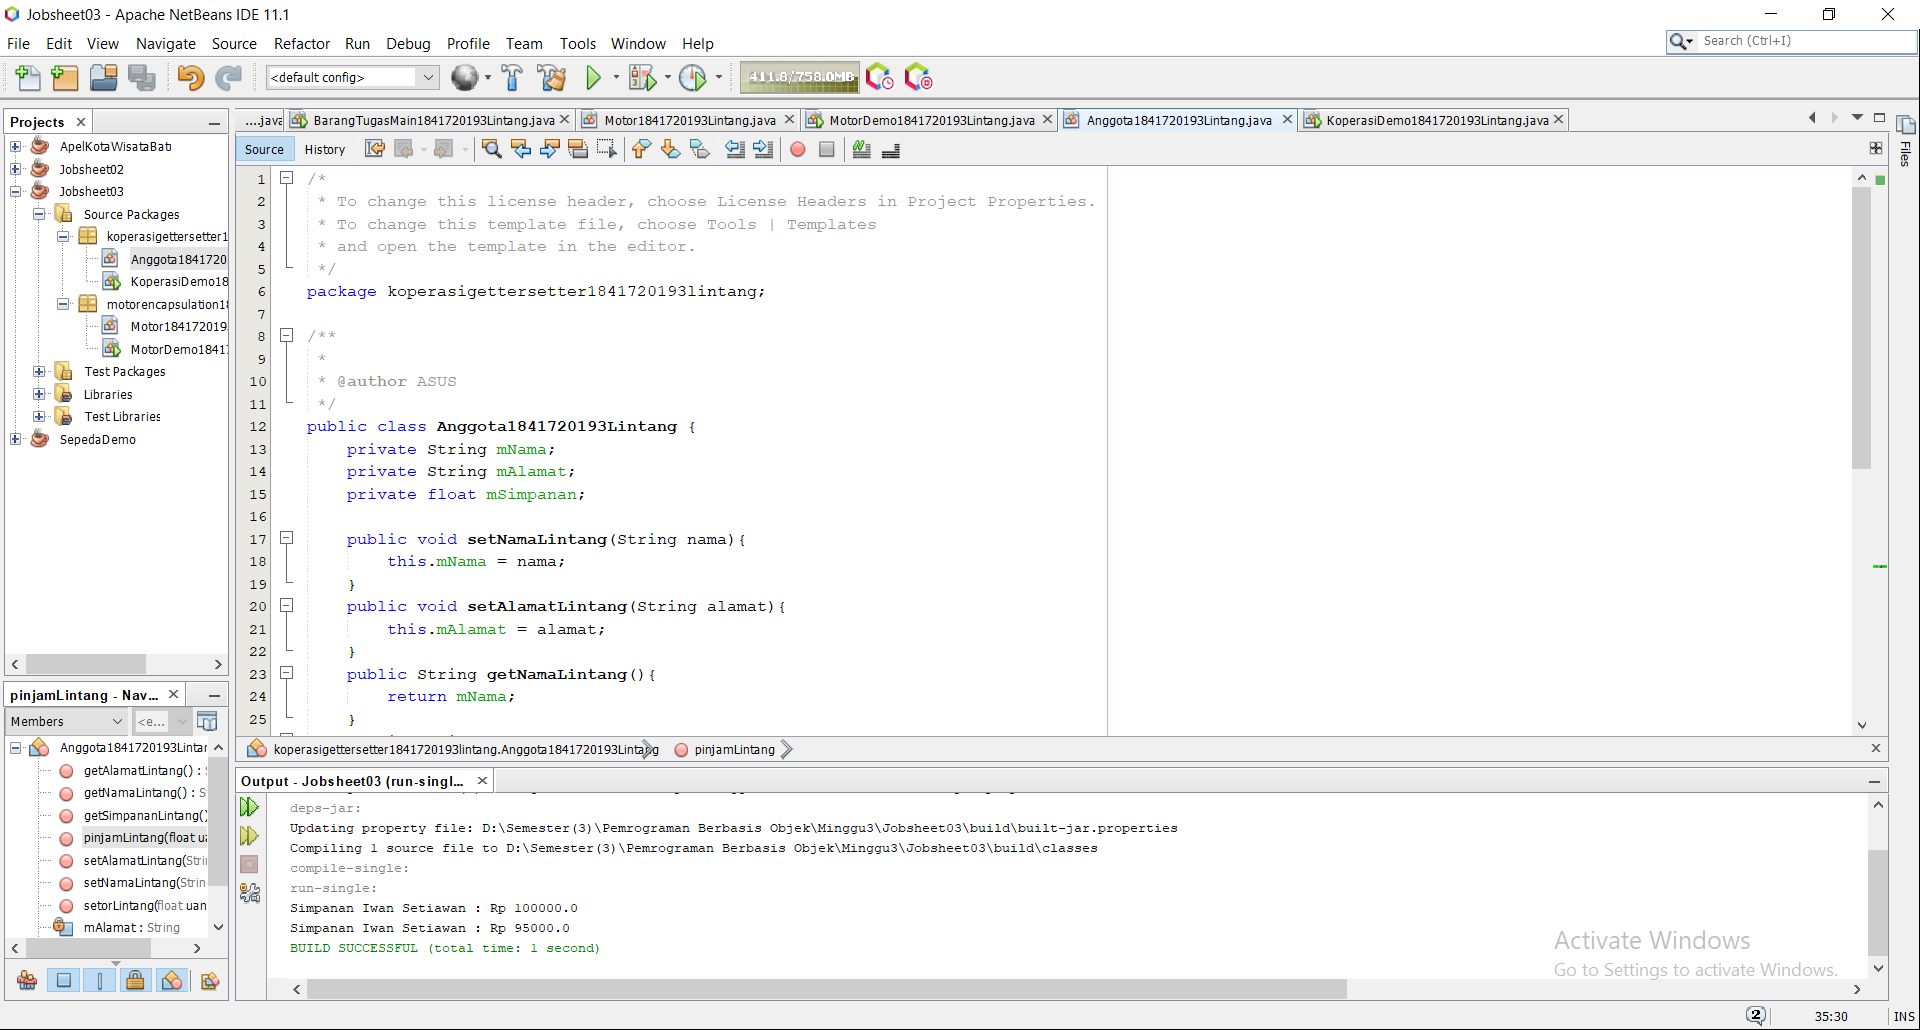 Jobsheet03 - Apache NetBeans IDE 11.1
File Edit View Navigate Source Refactor Run Debug Profile Team Tools Window Help
Search (Ctrl+I)
<default config>
411.8/758.0MB
Projects
....java
BarangTugasMain1841720193Lintang.java
Motor1841720193Lintang.java
MotorDemo1841720193Lintang.java
Anggota1841720193Lintang.java
KoperasiDemo1841720193Lintang.java
Files
ApelKotaWisataBatu
Jobsheet02
Jobsheet03
Source Packages
koperasigettersetter1
Anggota1841720
KoperasiDemo18
motorencapsulation18
Motor184172019
MotorDemo1841
Test Packages
Libraries
Test Libraries
SepedaDemo
Source History
1 /*
2 * To change this license header, choose License Headers in Project Properties.
3 * To change this template file, choose Tools | Templates
4 * and open the template in the editor.
5 */
6 package koperasigettersetter1841720193lintang;
7
8 /**
9 *
10 * @author ASUS
11 */
12 public class Anggota1841720193Lintang {
13 private String mNama;
14 private String mAlamat;
15 private float mSimpanan;
16
17 public void setNamaLintang(String nama){
18 this.mNama = nama;
19 }
20 public void setAlamatLintang(String alamat){
21 this.mAlamat = alamat;
22 }
23 public String getNamaLintang(){
24 return mNama;
25 }
koperasigettersetter1841720193lintang.Anggota1841720193Lintang
pinjamLintang
pinjamLintang - Nav...
Members
<e...
Anggota1841720193Lintan
getAlamatLintang() : S
getNamaLintang() : S
getSimpananLintang()
pinjamLintang(float ua
setAlamatLintang(Stri
setNamaLintang(Strin
setorLintang(float uan
mAlamat : String
Output - Jobsheet03 (run-singl...
deps-jar:
Updating property file: D:\Semester(3)\Pemrograman Berbasis Objek\Minggu3\Jobsheet03\build\built-jar.properties
Compiling 1 source file to D:\Semester(3)\Pemrograman Berbasis Objek\Minggu3\Jobsheet03\build\classes
compile-single:
run-single:
Simpanan Iwan Setiawan : Rp 100000.0
Simpanan Iwan Setiawan : Rp 95000.0
BUILD SUCCESSFUL (total time: 1 second)
Activate Windows
Go to Settings to activate Windows.
2
35:30
INS